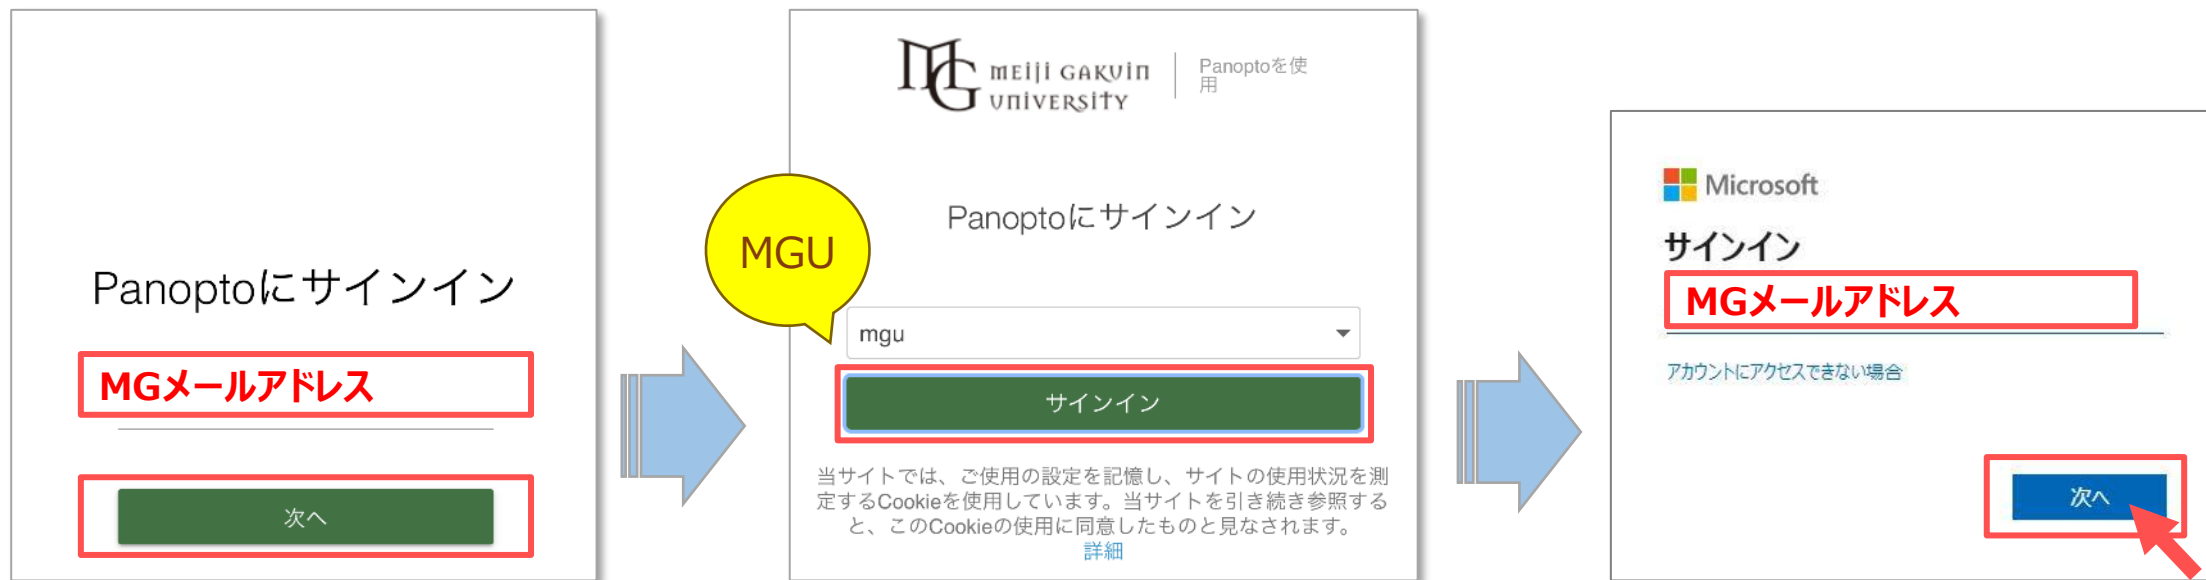 Panoptoにサインイン
MGメールアドレス
次へ
MG MEIJI GAKUIN
UNIVERSITY
Panoptoを使
用
MGU
Panoptoにサインイン
mgu
サインイン
当サイトでは、ご使用の設定を記憶し、サイトの使用状況を測
定するCookieを使用しています。当サイトを引き続き参照する
と、このCookieの使用に同意したものと見なされます。
詳細
Microsoft
サインイン
MGメールアドレス
アカウントにアクセスできない場合
次へ